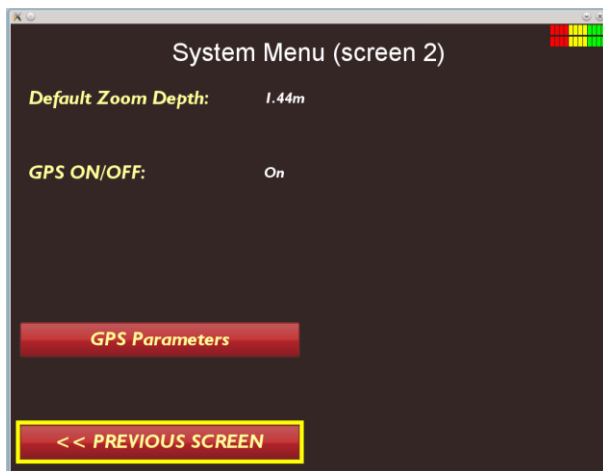 System Menu (screen 2)
Default Zoom Depth: 1.44m
GPS ON/OFF: On
GPS Parameters
<< PREVIOUS SCREEN